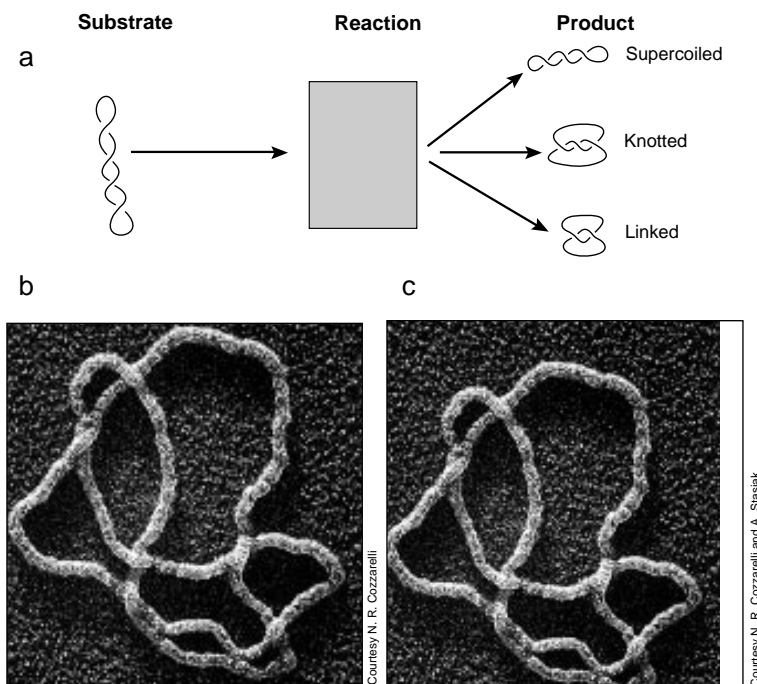 Substrate Reaction Product
a
Supercoiled
Knotted
Linked
b
c
Courtesy N. R. Cozzarelli
Courtesy N. R. Cozzarelli and A. Stasiak